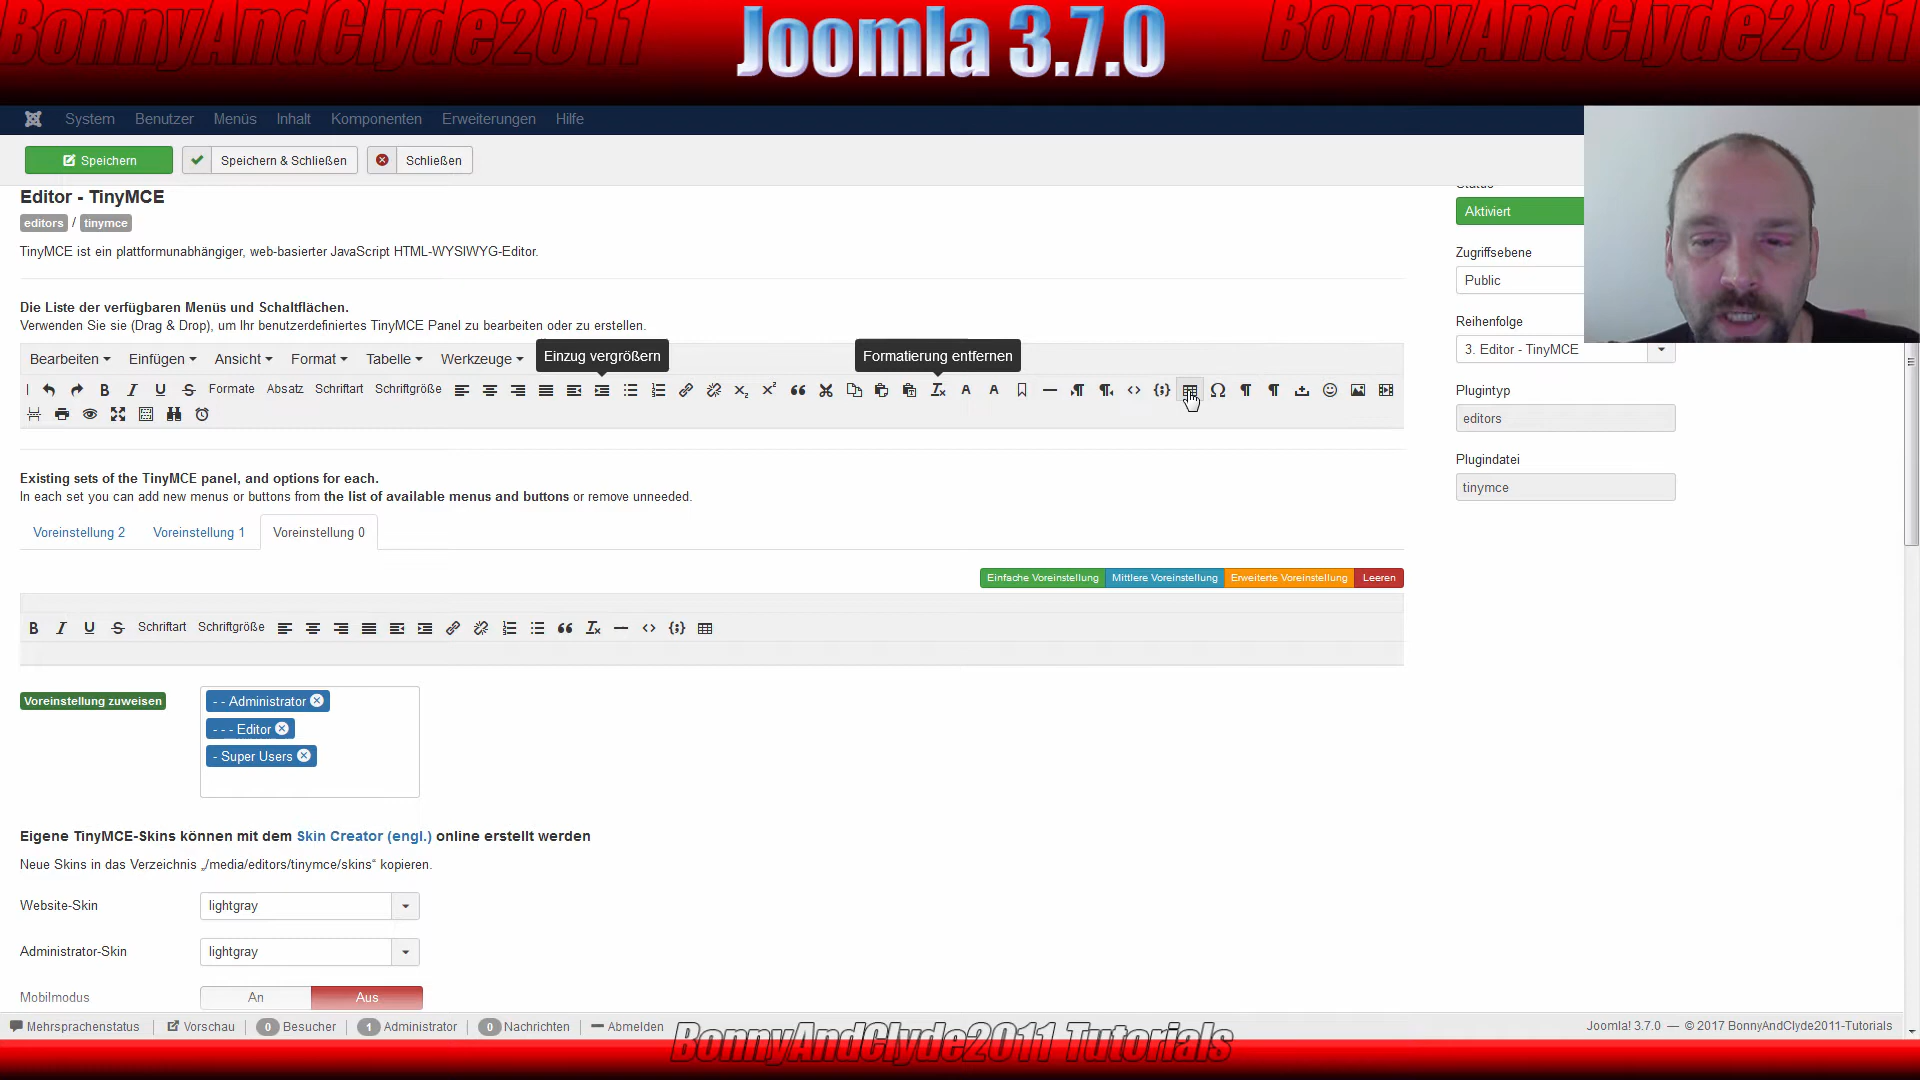 BonnyAndClyde2011
Joomla 3.7.0
BonnyAndClyde2011
System Benutzer Menüs Inhalt Komponenten Erweiterungen Hilfe
Speichern
Speichern & Schließen
Schließen
Editor - TinyMCE
editors / tinymce
TinyMCE ist ein plattformunabhängiger, web-basierter JavaScript HTML-WYSIWYG-Editor.
Die Liste der verfügbaren Menüs und Schaltflächen.
Verwenden Sie sie (Drag & Drop), um Ihr benutzerdefiniertes TinyMCE Panel zu bearbeiten oder zu erstellen.
Bearbeiten Einfügen Ansicht Format Tabelle Werkzeuge
Einzug vergrößern
Formatierung entfernen
Formate Absatz Schriftart Schriftgröße
Existing sets of the TinyMCE panel, and options for each.
In each set you can add new menus or buttons from the list of available menus and buttons or remove unneeded.
Voreinstellung 2
Voreinstellung 1
Voreinstellung 0
Einfache Voreinstellung
Mittlere Voreinstellung
Erweiterte Voreinstellung
Leeren
Schriftart Schriftgröße
Voreinstellung zuweisen
- - Administrator
- - - Editor
- Super Users
Eigene TinyMCE-Skins können mit dem Skin Creator (engl.) online erstellt werden
Neue Skins in das Verzeichnis „/media/editors/tinymce/skins“ kopieren.
Website-Skin
lightgray
Administrator-Skin
lightgray
Mobilmodus
An
Aus
Status
Aktiviert
Zugriffsebene
Public
Reihenfolge
3. Editor - TinyMCE
Plugintyp
editors
Plugindatei
tinymce
Mehrsprachenstatus
Vorschau
0 Besucher
1 Administrator
0 Nachrichten
Abmelden
Joomla! 3.7.0 — © 2017 BonnyAndClyde2011-Tutorials
BonnyAndClyde2011 Tutorials